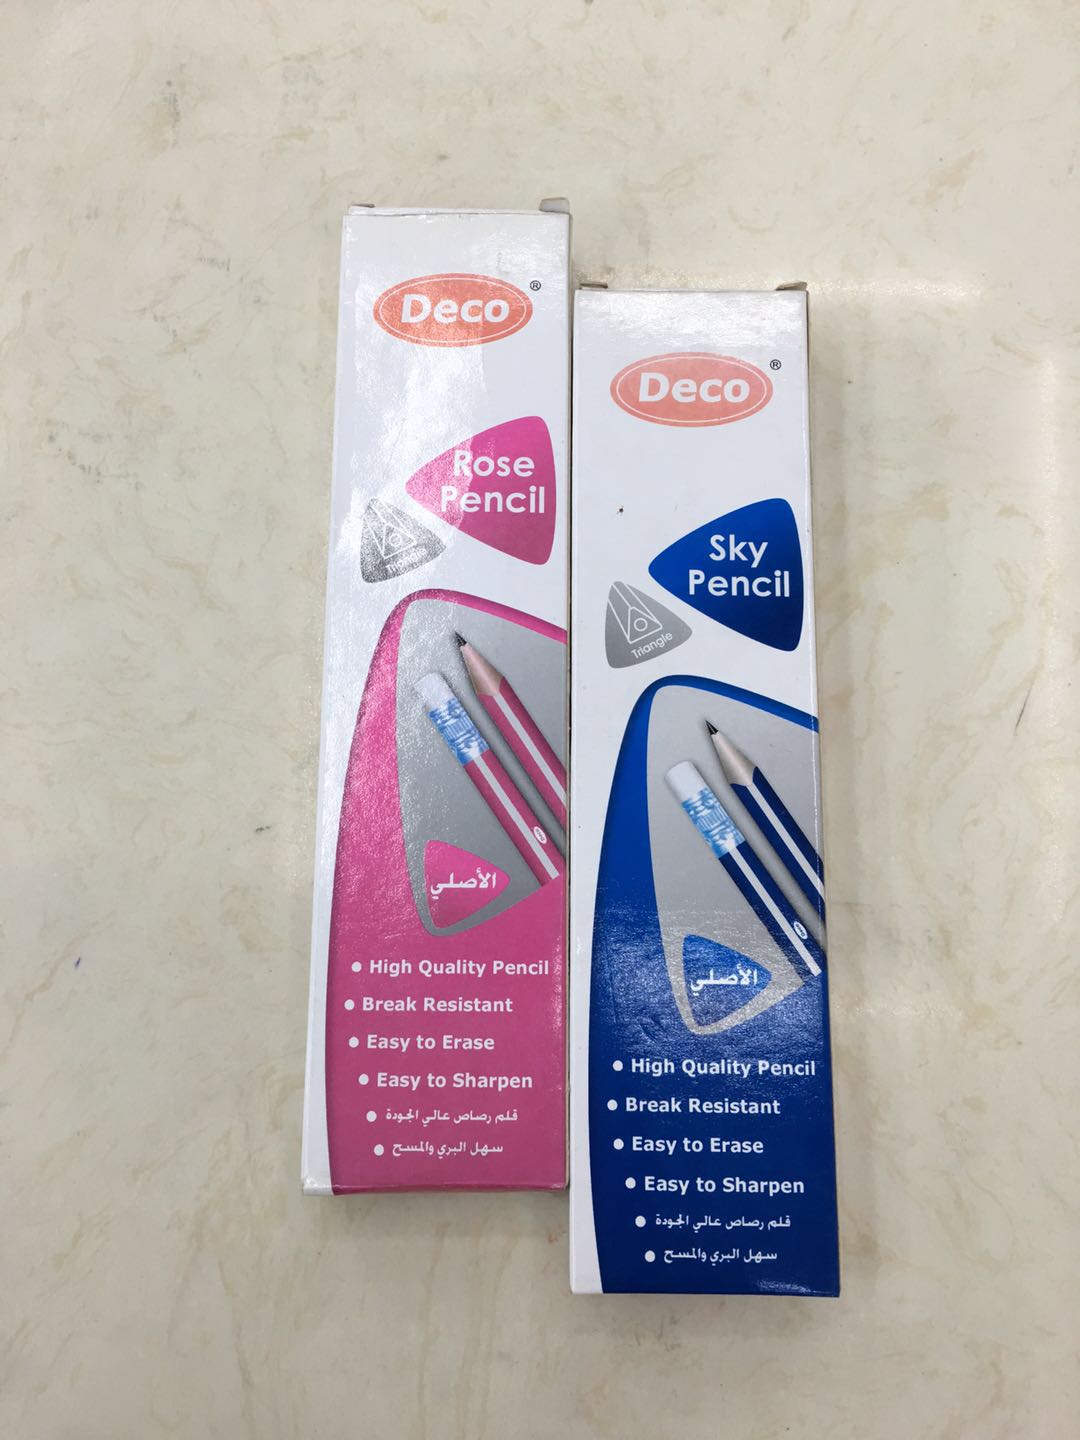 Deco ®
Rose
Pencil
Triangle
الأصلي
• High Quality Pencil
• Break Resistant
• Easy to Erase
• Easy to Sharpen
• قلم رصاص عالي الجودة
• سهل البري والمسح
Deco ®
Sky
Pencil
Triangle
الأصلي
• High Quality Pencil
• Break Resistant
• Easy to Erase
• Easy to Sharpen
• قلم رصاص عالي الجودة
• سهل البري والمسح